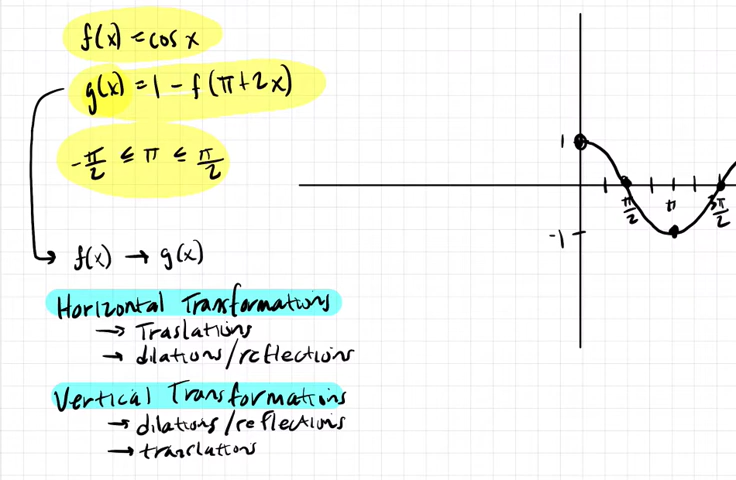 f(x) = cos x
g(x) = 1 - f(π+2x)
-π/2 ≤ π ≤ π/2
f(x) → g(x)
Horizontal Transformations
→ Traslations
→ dilations/reflections
Vertical Transformations
→ dilations/reflections
→ translations
1
π/2
π
3π/2
-1